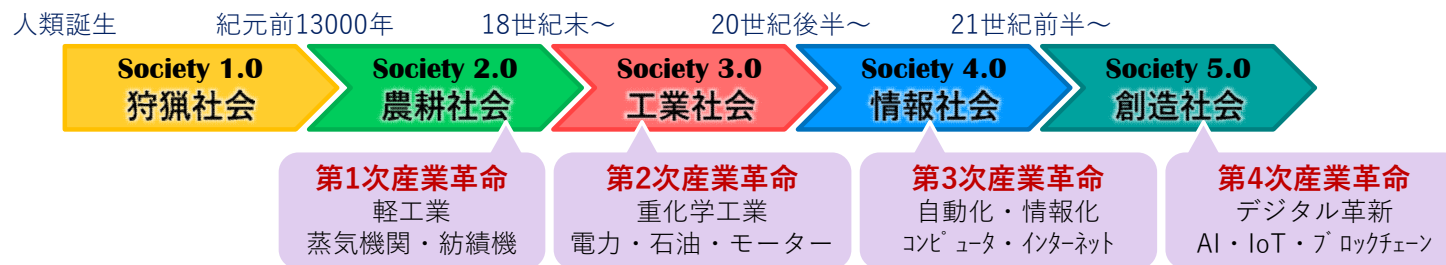 人類誕生
紀元前13000年
18世紀末～
20世紀後半～
21世紀前半～
Society 1.0
狩猟社会
Society 2.0
農耕社会
Society 3.0
工業社会
Society 4.0
情報社会
Society 5.0
創造社会
第1次産業革命
軽工業
蒸気機関・紡績機
第2次産業革命
重化学工業
電力・石油・モーター
第3次産業革命
自動化・情報化
ｺﾝﾋﾟｭｰﾀ・ｲﾝﾀｰﾈｯﾄ
第4次産業革命
デジタル革新
AI・IoT・ﾌﾞﾛｯｸﾁｪｰﾝ